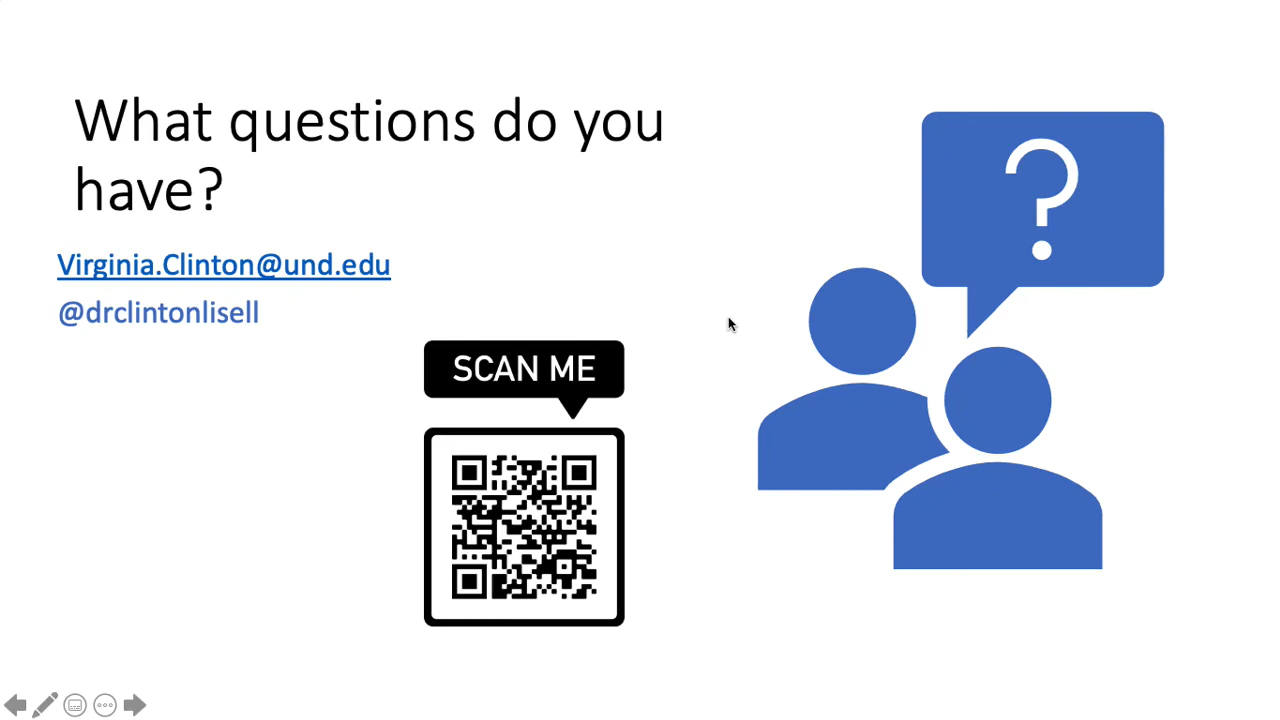 What questions do you
have?
Virginia.Clinton@und.edu
@drclintonlisell
SCAN ME
?